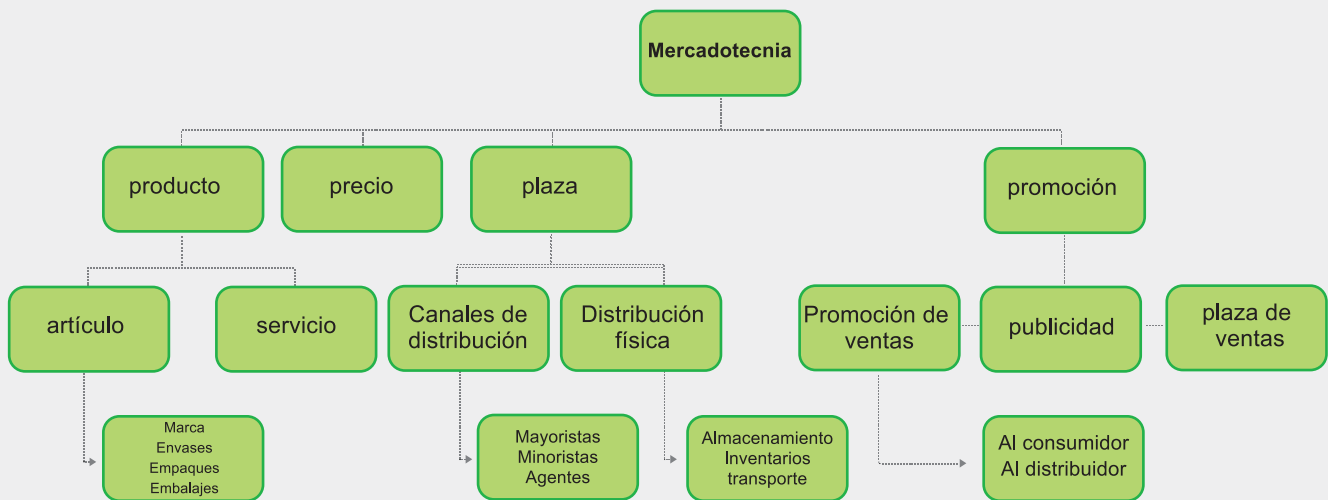 Mercadotecnia
producto
precio
plaza
promoción
artículo
servicio
Canales de
distribución
Distribución
física
Promoción de
ventas
publicidad
plaza de
ventas
Marca
Envases
Empaques
Embalajes
Mayoristas
Minoristas
Agentes
Almacenamiento
Inventarios
transporte
Al consumidor
Al distribuidor